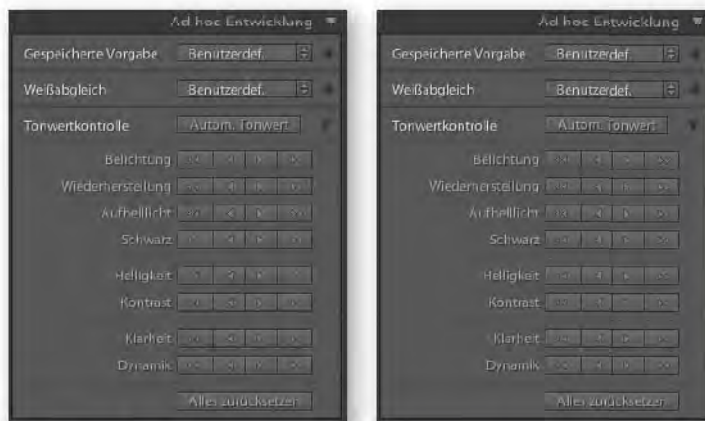 Ad hoc Entwicklung
Gespeicherte Vorgabe Benutzerdef.
Weißabgleich Benutzerdef.
Tonwertkontrolle Autom. Tonwert
Belichtung
Wiederherstellung
Aufhelllicht
Schwarz
Helligkeit
Kontrast
Klarheit
Dynamik
Alles zurücksetzen
Ad hoc Entwicklung
Gespeicherte Vorgabe Benutzerdef.
Weißabgleich Benutzerdef.
Tonwertkontrolle Autom. Tonwert
Belichtung
Wiederherstellung
Aufhelllicht
Schwarz
Helligkeit
Kontrast
Klarheit
Dynamik
Alles zurücksetzen